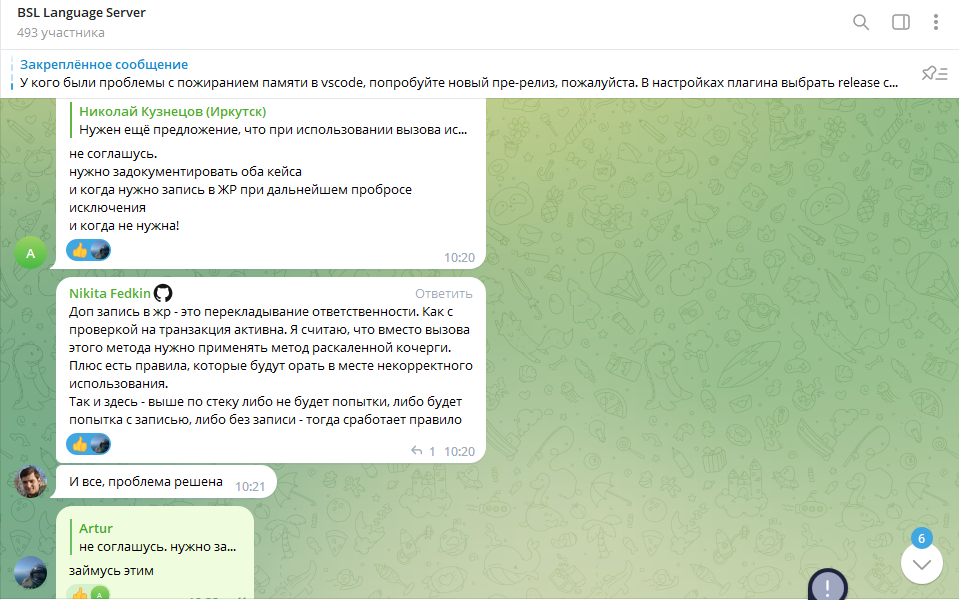 BSL Language Server
493 участника
Закреплённое сообщение
У кого были проблемы с пожиранием памяти в vscode, попробуйте новый пре-релиз, пожалуйста. В настройках плагина выбрать release c...
Николай Кузнецов (Иркутск)
Нужен ещё предложение, что при использовании вызова ис...
не соглашусь.
нужно задокументировать оба кейса
и когда нужно запись в ЖР при дальнейшем пробросе
исключения
и когда не нужна!
A
10:20
Nikita Fedkin
Ответить
Доп запись в жр - это перекладывание ответственности. Как с
проверкой на транзакция активна. Я считаю, что вместо вызова
этого метода нужно применять метод раскаленной кочерги.
Плюс есть правила, которые будут орать в месте некорректного
использования.
Так и здесь - выше по стеку либо не будет попытки, либо будет
попытка с записью, либо без записи - тогда сработает правило
1 10:20
И все, проблема решена
10:21
Artur
не соглашусь. нужно за...
займусь этим
A
6
!